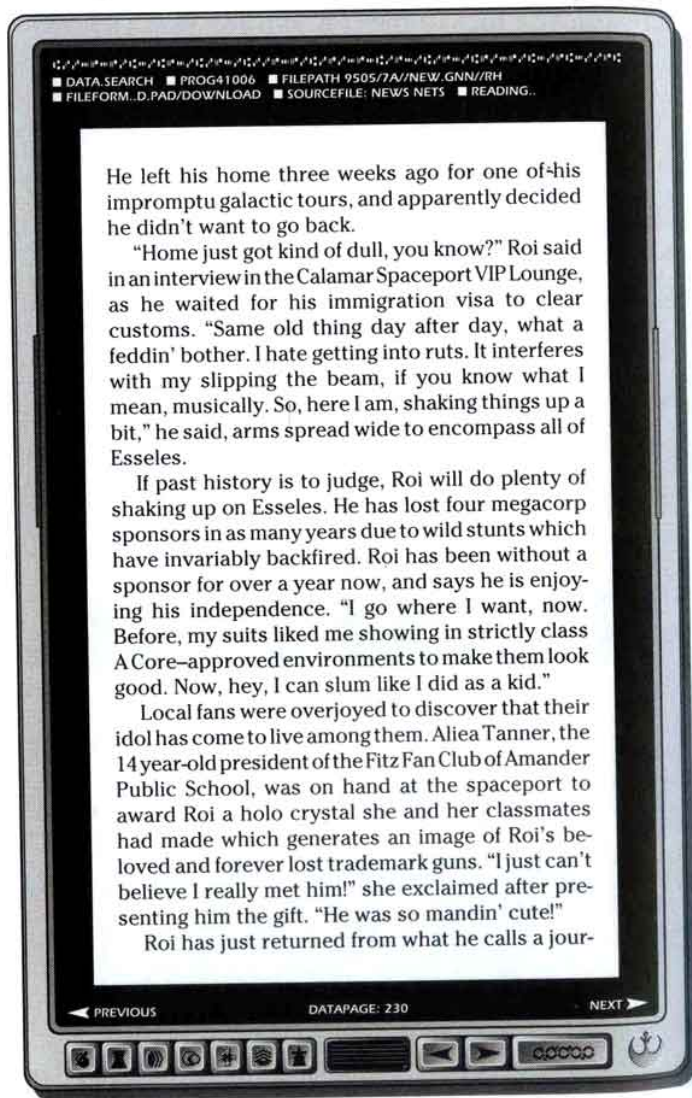 ■ DATA.SEARCH ■ PROG41006 ■ FILEPATH 9505/7A//NEW.GNN//RH
■ FILEFORM..D.PAD/DOWNLOAD ■ SOURCEFILE: NEWS NETS ■ READING..
He left his home three weeks ago for one of his
impromptu galactic tours, and apparently decided
he didn't want to go back.
"Home just got kind of dull, you know?" Roi said
in an interview in the Calamar Spaceport VIP Lounge,
as he waited for his immigration visa to clear
customs. "Same old thing day after day, what a
feddin' bother. I hate getting into ruts. It interferes
with my slipping the beam, if you know what I
mean, musically. So, here I am, shaking things up a
bit," he said, arms spread wide to encompass all of
Esseles.
If past history is to judge, Roi will do plenty of
shaking up on Esseles. He has lost four megacorp
sponsors in as many years due to wild stunts which
have invariably backfired. Roi has been without a
sponsor for over a year now, and says he is enjoy-
ing his independence. "I go where I want, now.
Before, my suits liked me showing in strictly class
A Core–approved environments to make them look
good. Now, hey, I can slum like I did as a kid."
Local fans were overjoyed to discover that their
idol has come to live among them. Aliea Tanner, the
14 year-old president of the Fitz Fan Club of Amander
Public School, was on hand at the spaceport to
award Roi a holo crystal she and her classmates
had made which generates an image of Roi's be-
loved and forever lost trademark guns. "I just can't
believe I really met him!" she exclaimed after pre-
senting him the gift. "He was so mandin' cute!"
Roi has just returned from what he calls a jour-
PREVIOUS DATAPAGE: 230 NEXT